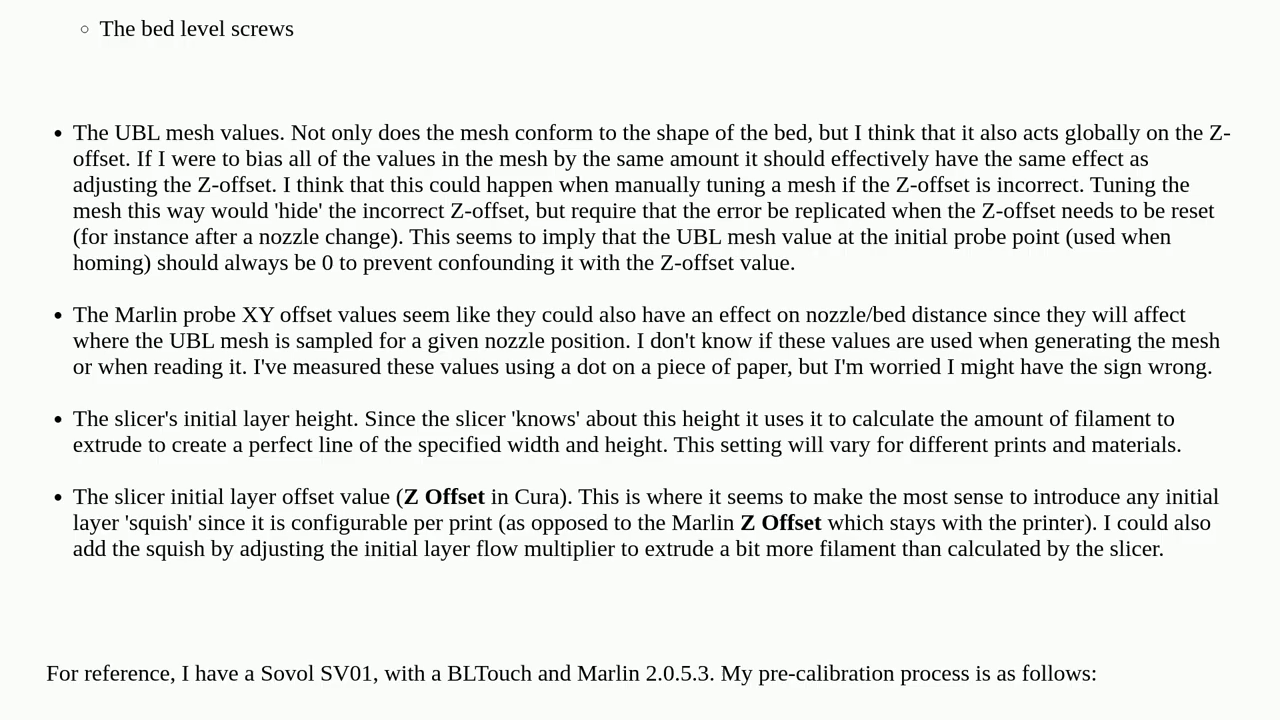 The bed level screws
The UBL mesh values. Not only does the mesh conform to the shape of the bed, but I think that it also acts globally on the Z-
offset. If I were to bias all of the values in the mesh by the same amount it should effectively have the same effect as
adjusting the Z-offset. I think that this could happen when manually tuning a mesh if the Z-offset is incorrect. Tuning the
mesh this way would 'hide' the incorrect Z-offset, but require that the error be replicated when the Z-offset needs to be reset
(for instance after a nozzle change). This seems to imply that the UBL mesh value at the initial probe point (used when
homing) should always be 0 to prevent confounding it with the Z-offset value.
The Marlin probe XY offset values seem like they could also have an effect on nozzle/bed distance since they will affect
where the UBL mesh is sampled for a given nozzle position. I don't know if these values are used when generating the mesh
or when reading it. I've measured these values using a dot on a piece of paper, but I'm worried I might have the sign wrong.
The slicer's initial layer height. Since the slicer 'knows' about this height it uses it to calculate the amount of filament to
extrude to create a perfect line of the specified width and height. This setting will vary for different prints and materials.
The slicer initial layer offset value (Z Offset in Cura). This is where it seems to make the most sense to introduce any initial
layer 'squish' since it is configurable per print (as opposed to the Marlin Z Offset which stays with the printer). I could also
add the squish by adjusting the initial layer flow multiplier to extrude a bit more filament than calculated by the slicer.
For reference, I have a Sovol SV01, with a BLTouch and Marlin 2.0.5.3. My pre-calibration process is as follows: